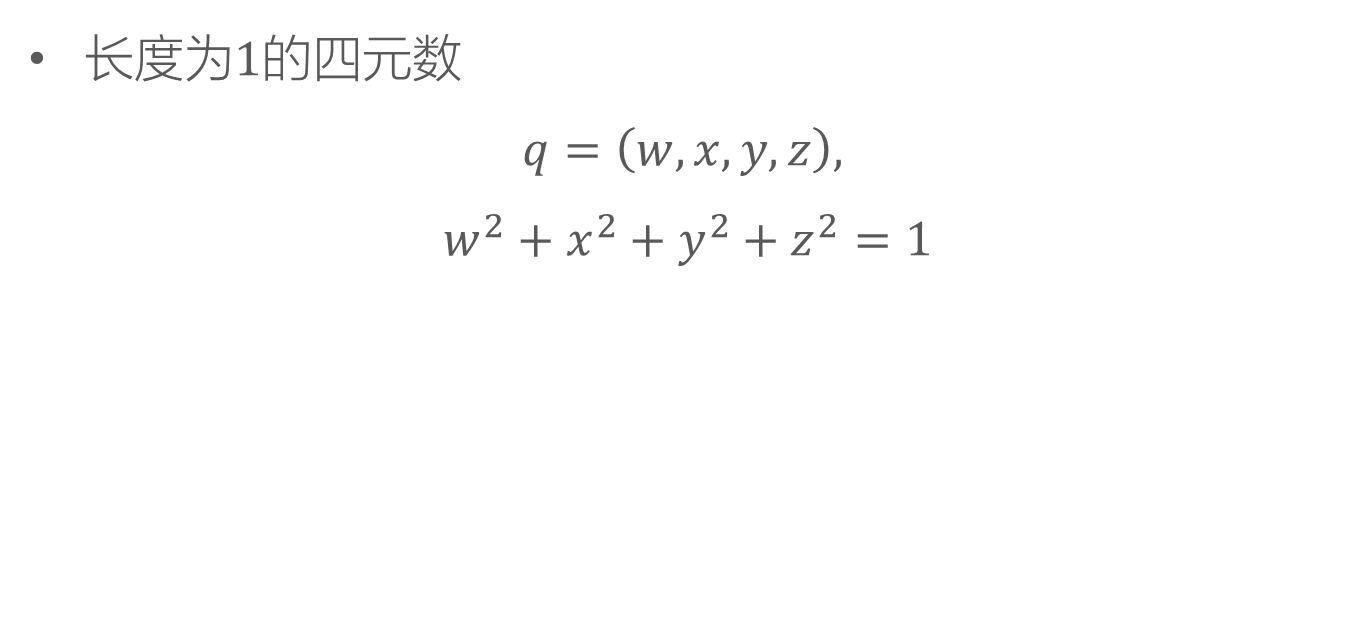 • 长度为1的四元数
q = (w, x, y, z),
w² + x² + y² + z² = 1